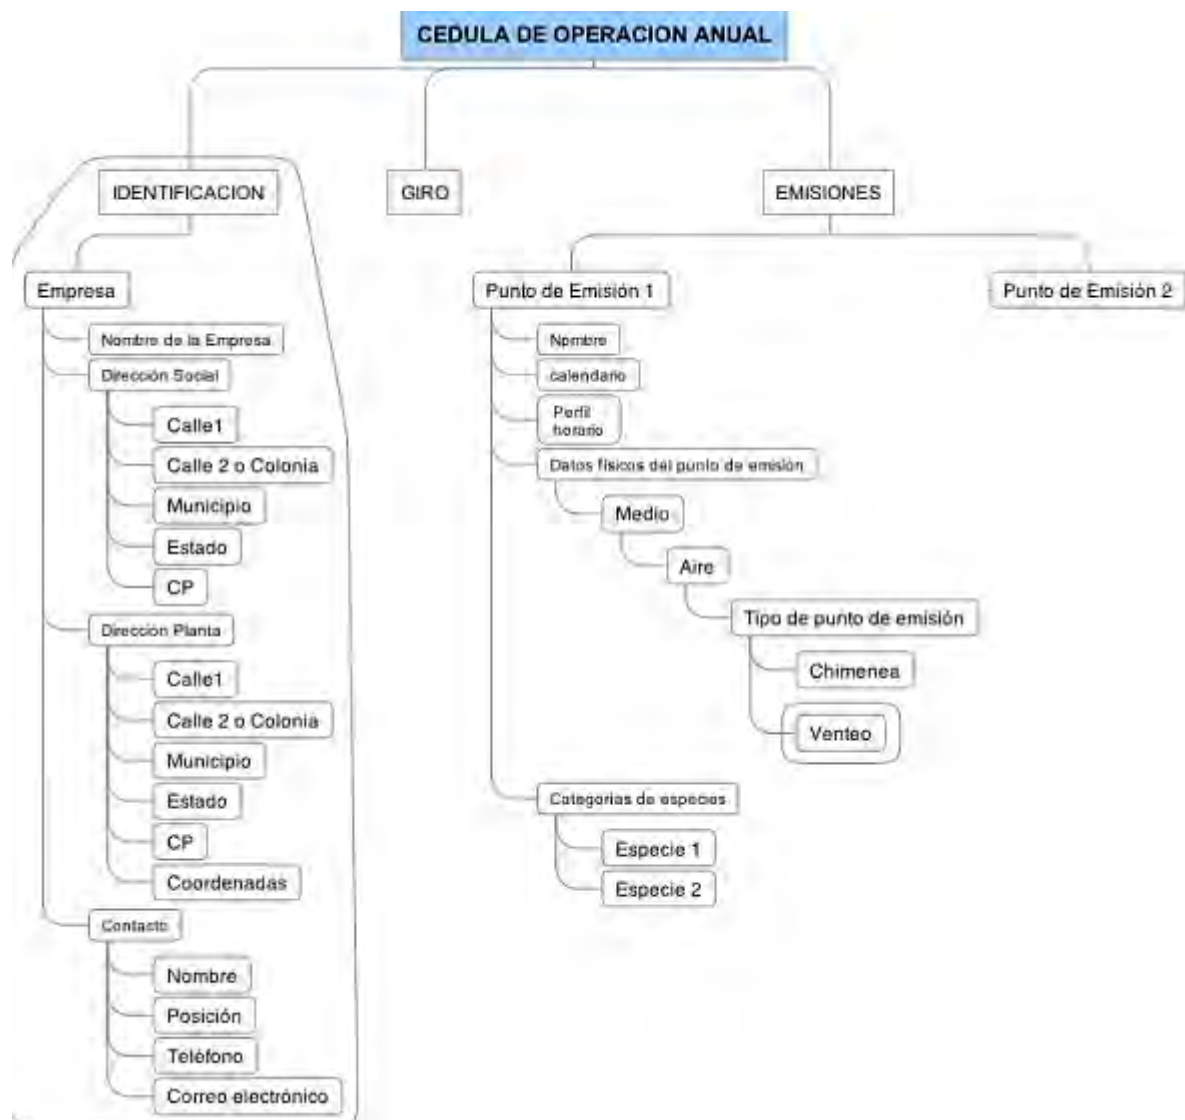 CEDULA DE OPERACION ANUAL
IDENTIFICACION
GIRO
EMISIONES
Empresa
Nombre de la Empresa
Dirección Social
Calle1
Calle 2 o Colonia
Municipio
Estado
CP
Dirección Planta
Calle1
Calle 2 o Colonia
Municipio
Estado
CP
Coordenadas
Contacto
Nombre
Posición
Teléfono
Correo electrónico
Punto de Emisión 1
Nombre
calendario
Perfil
horario
Datos físicos del punto de emisión
Medio
Aire
Tipo de punto de emisión
Chimenea
Venteo
Categorias de especies
Especie 1
Especie 2
Punto de Emisión 2